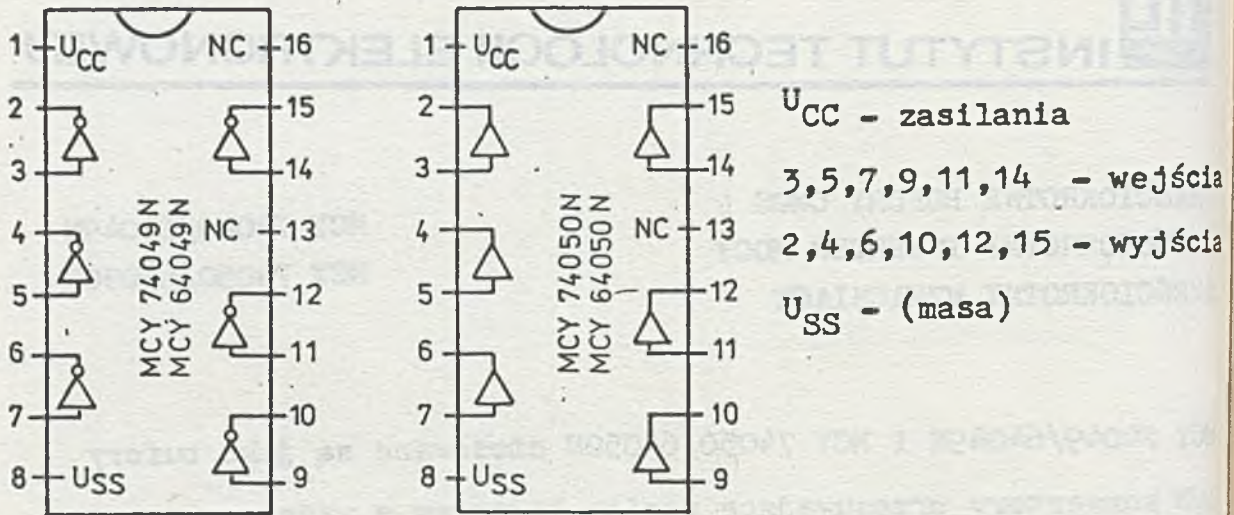 1 UCC NC 16
2 15
3 14
4 NC 13
5 12
6 11
7 10
8 USS 9
MCY 74049N
MCY 64049N
1 UCC NC 16
2 15
3 14
4 NC 13
5 12
6 11
7 10
8 USS 9
MCY 74050N
MCY 64050N
UCC - zasilania
3,5,7,9,11,14 - wejścia
2,4,6,10,12,15 - wyjścia
USS - (masa)